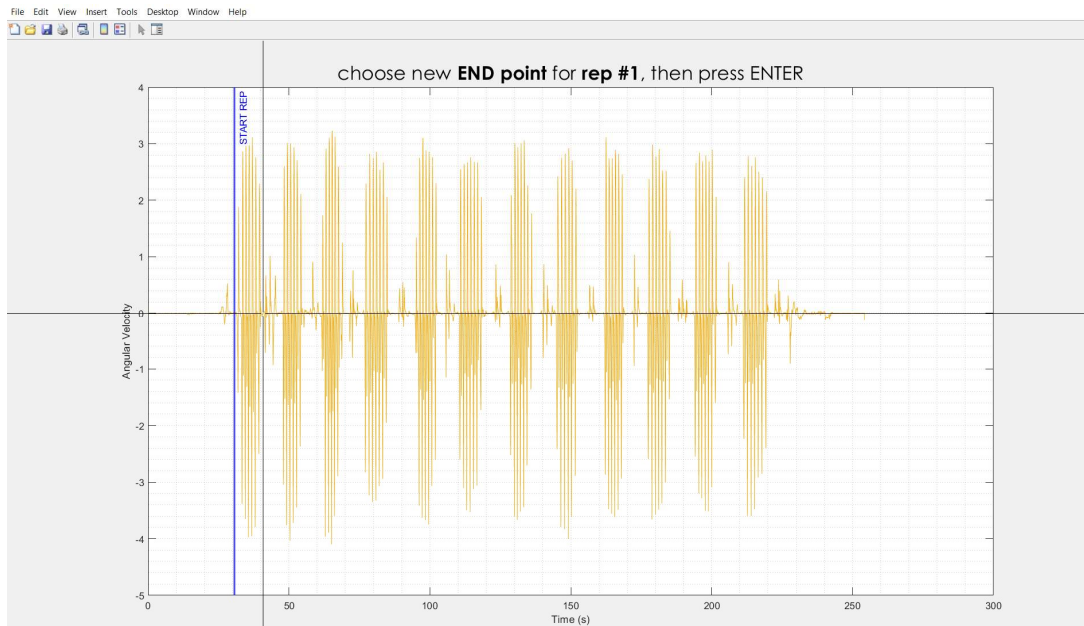 File Edit View Insert Tools Desktop Window Help
choose new END point for rep #1, then press ENTER
START REP
Angular Velocity
4
3
2
1
0
-1
-2
-3
-4
-5
0 50 100 150 200 250 300
Time (s)